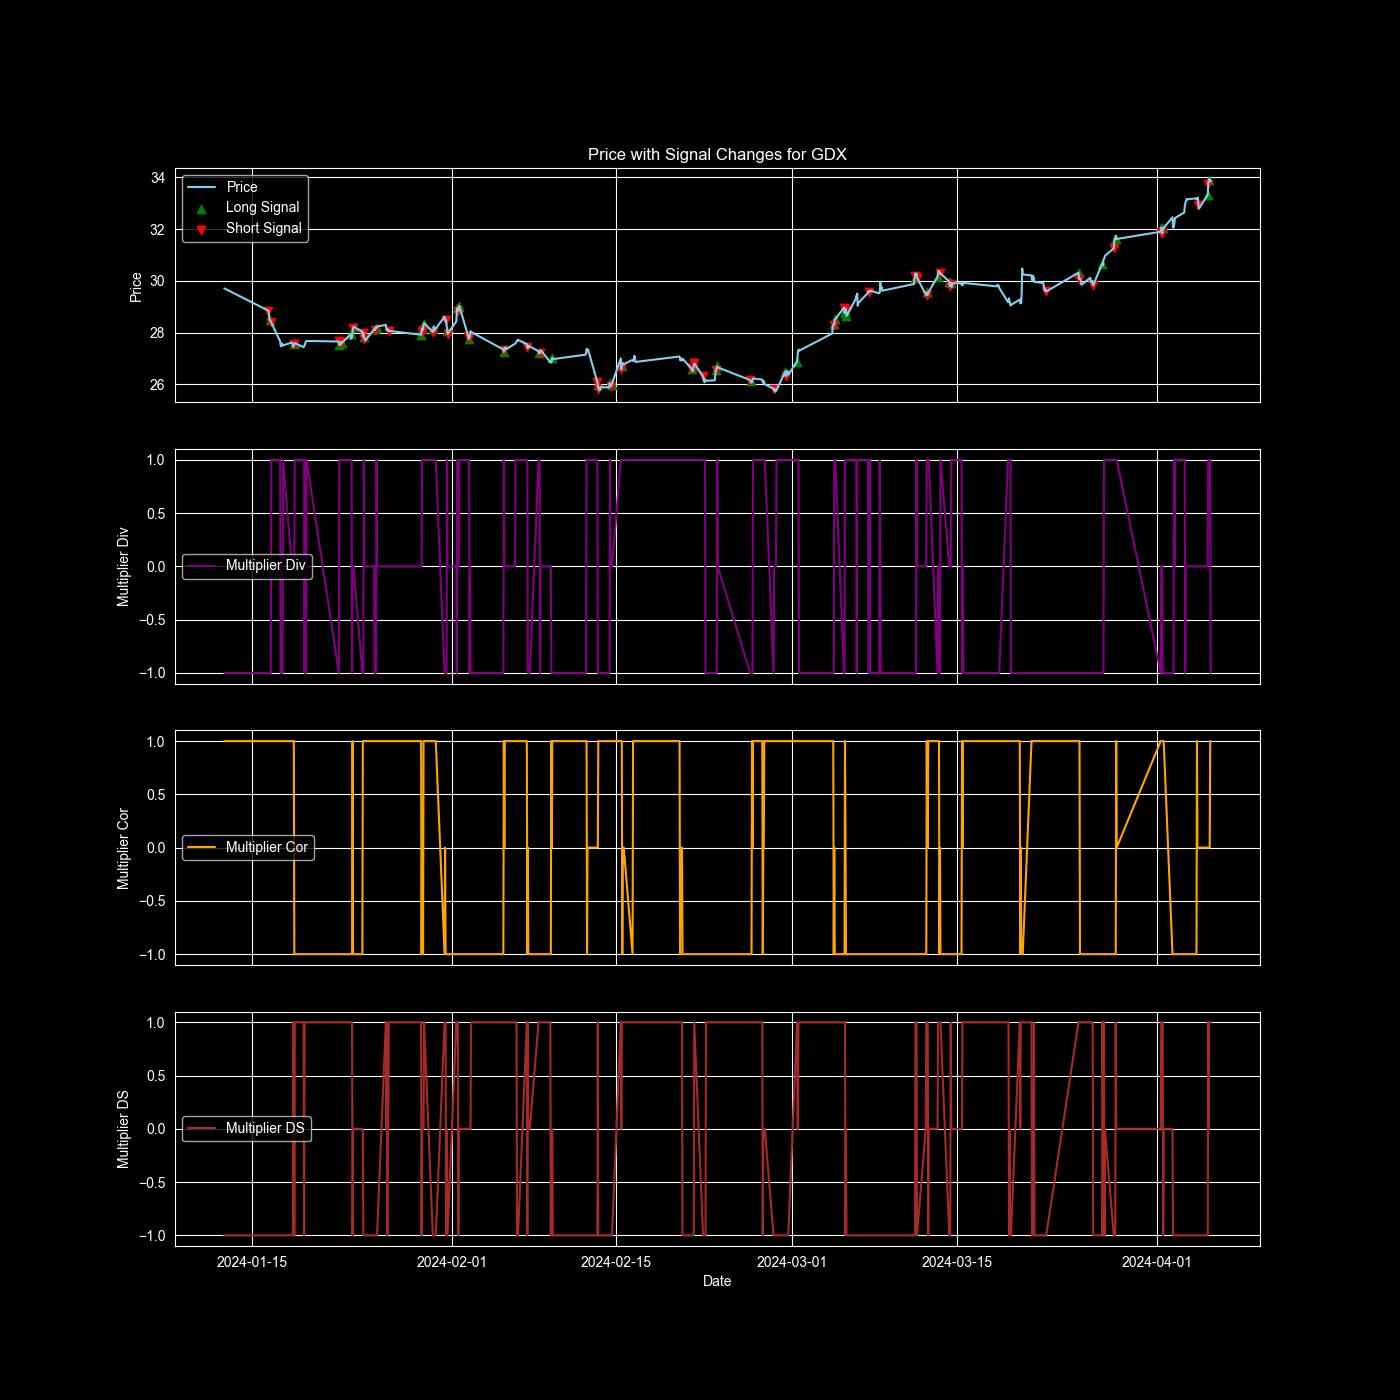 Price with Signal Changes for GDX
34
32
30
28
26
Price
Price
Long Signal
Short Signal
1.0
0.5
0.0
−0.5
−1.0
Multiplier Div
Multiplier Div
1.0
0.5
0.0
−0.5
−1.0
Multiplier Cor
Multiplier Cor
1.0
0.5
0.0
−0.5
−1.0
Multiplier DS
Multiplier DS
2024-01-15 2024-02-01 2024-02-15 2024-03-01 2024-03-15 2024-04-01
Date